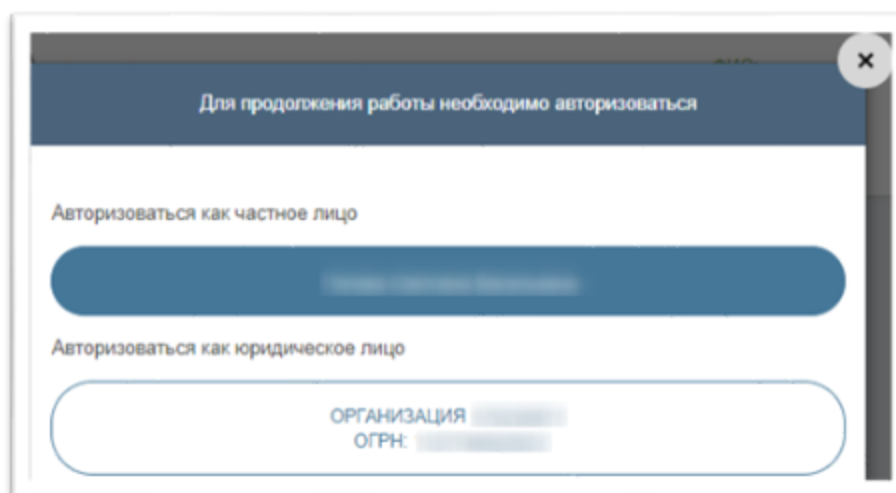 Для продолжения работы необходимо авторизоваться
Авторизоваться как частное лицо
Авторизоваться как юридическое лицо
ОРГАНИЗАЦИЯ
ОГРН: